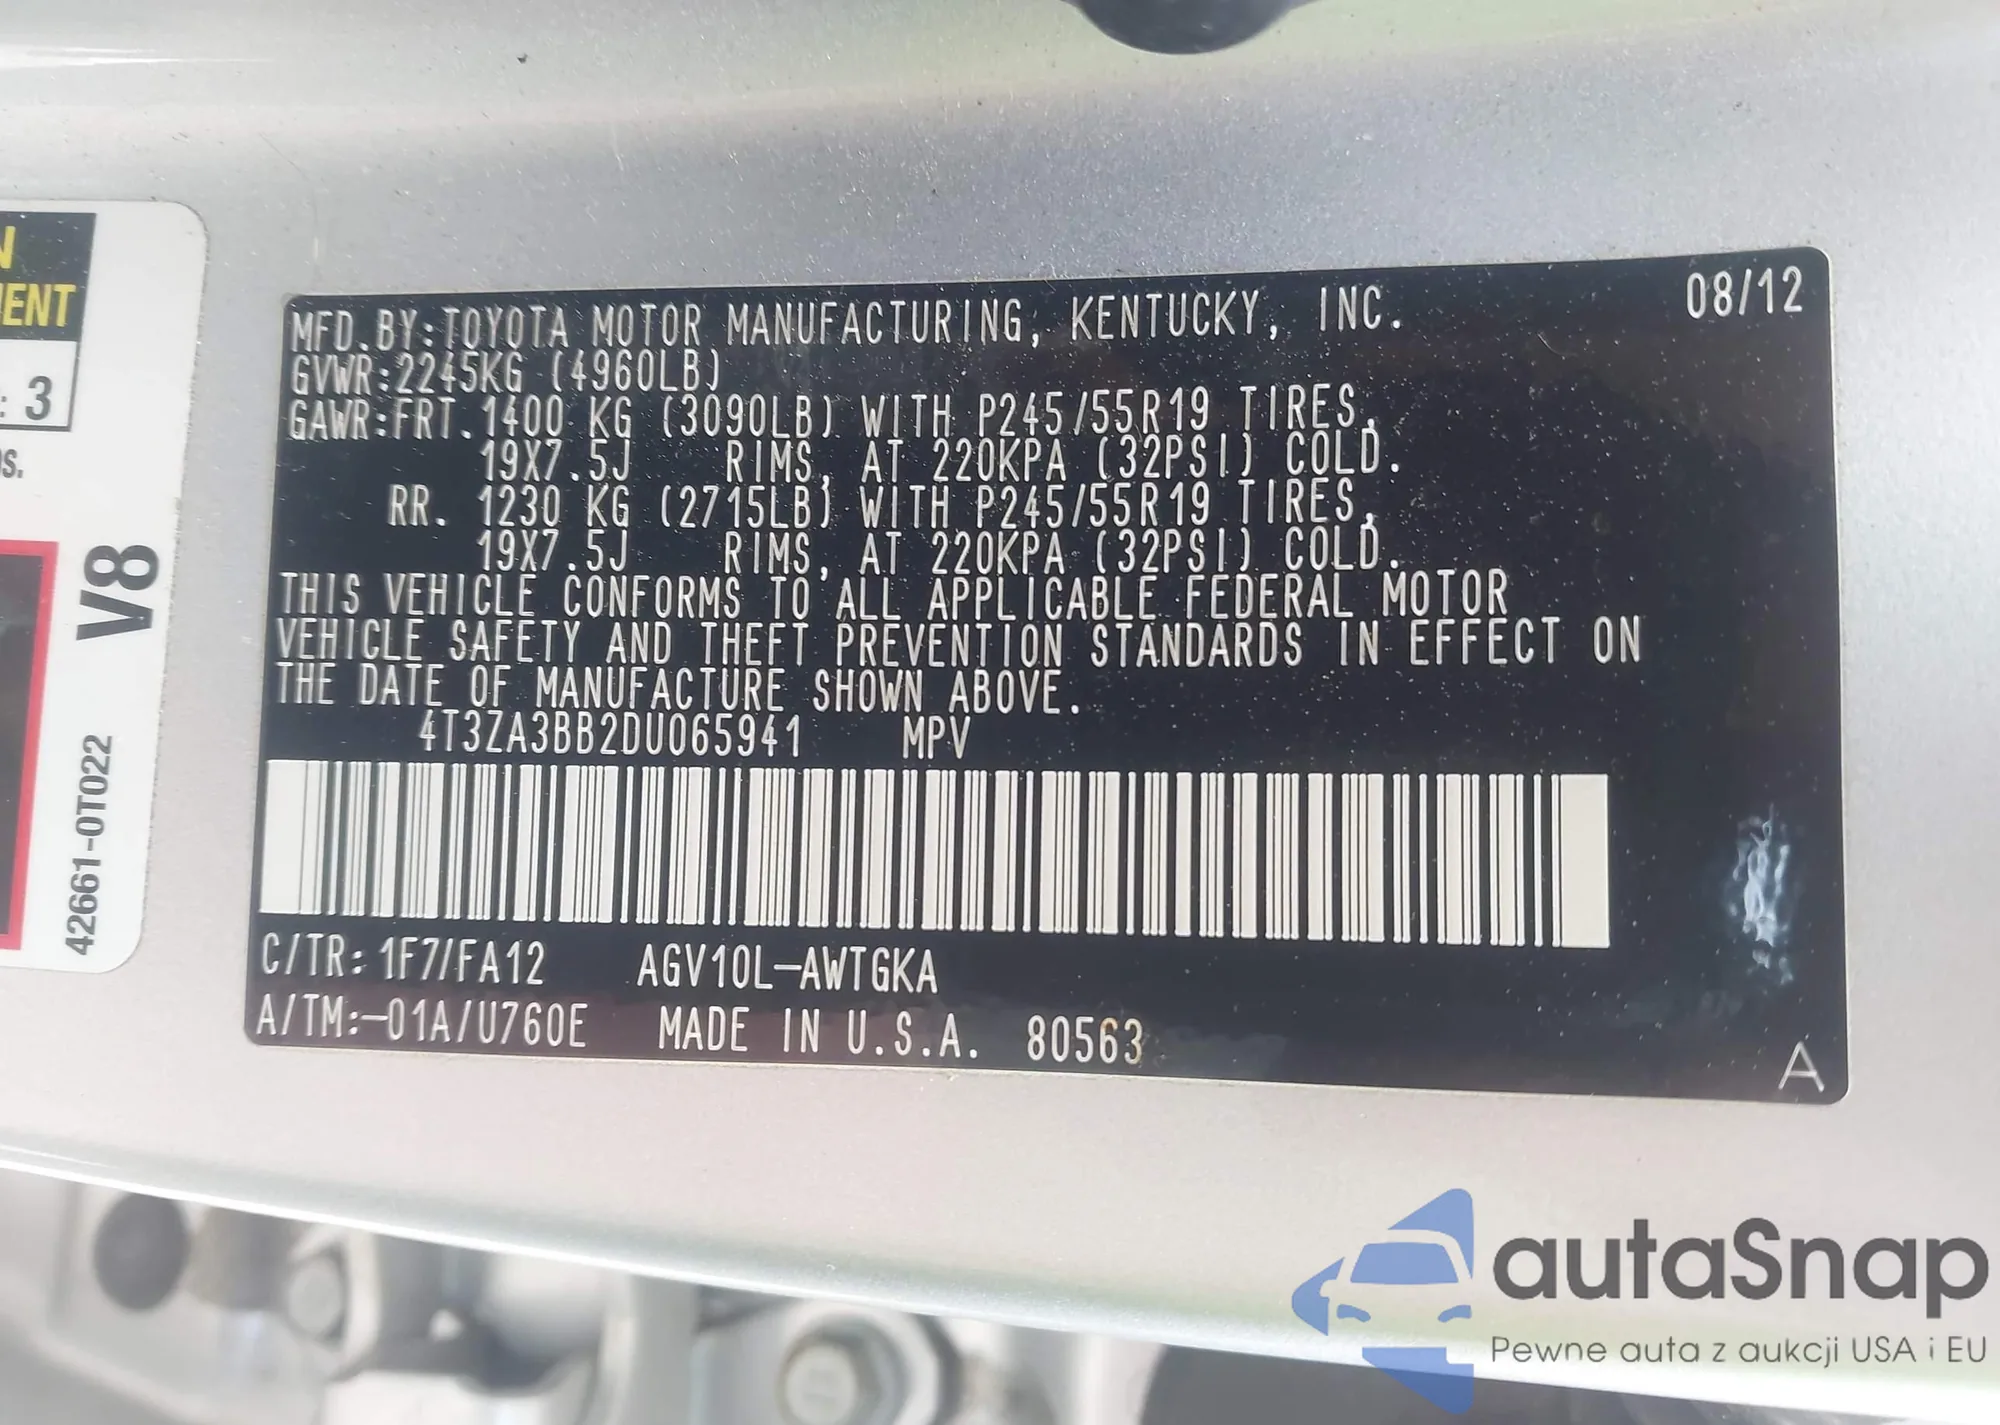 N
ENT
: 3
os.
V8
42661-0T022
08/12
MFD.BY:TOYOTA MOTOR MANUFACTURING, KENTUCKY, INC.
GVWR:2245KG (4960LB)
GAWR:FRT. 1400 KG (3090LB) WITH P245/55R19 TIRES,
19X7.5J RIMS, AT 220KPA (32PSI) COLD.
RR. 1230 KG (2715LB) WITH P245/55R19 TIRES,
19X7.5J RIMS, AT 220KPA (32PSI) COLD.
THIS VEHICLE CONFORMS TO ALL APPLICABLE FEDERAL MOTOR
VEHICLE SAFETY AND THEFT PREVENTION STANDARDS IN EFFECT ON
THE DATE OF MANUFACTURE SHOWN ABOVE.
4T3ZA3BB2DU065941 MPV
C/TR: 1F7/FA12 AGV10L-AWTGKA
A/TM:-01A/U760E MADE IN U.S.A. 80563
A
autaSnap
Pewne auta z aukcji USA i EU